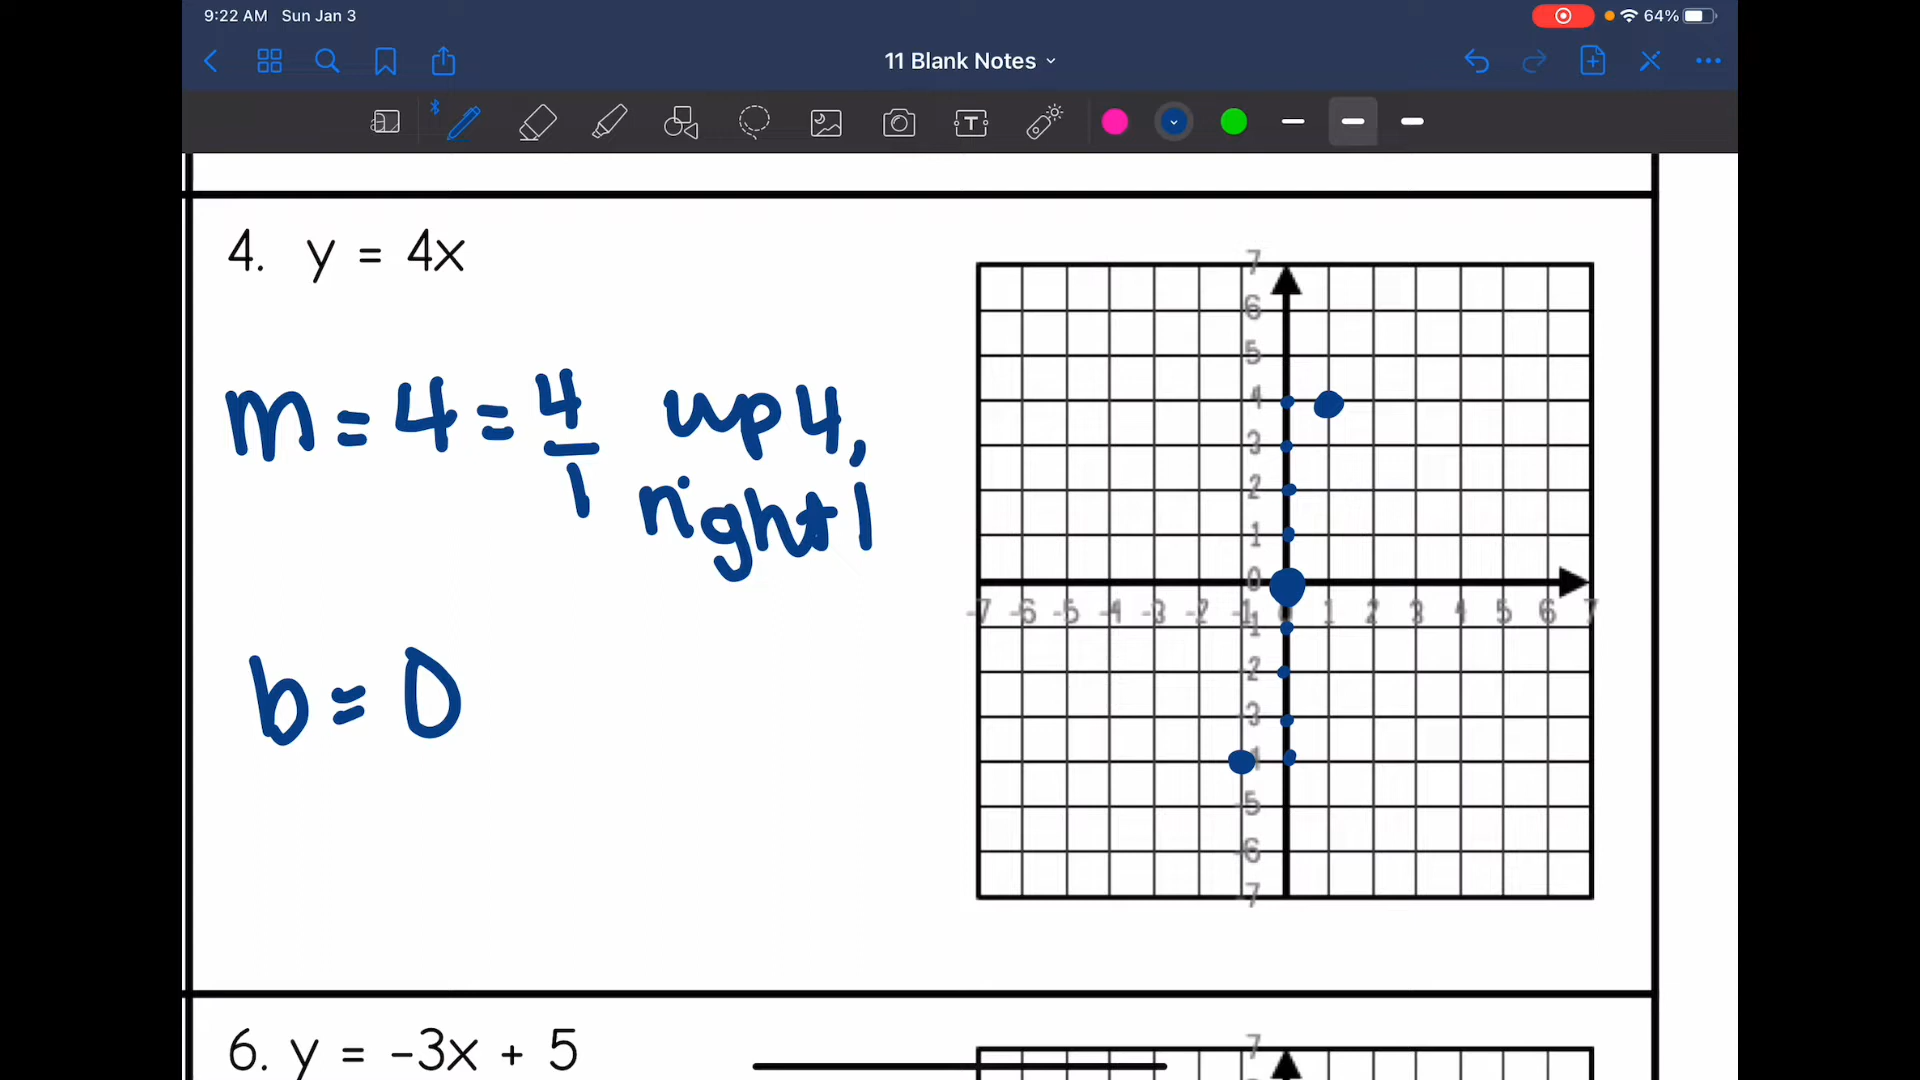 9:22 AM Sun Jan 3
64%
11 Blank Notes
T
4. y = 4x
m = 4 = 4/1 up 4,
right 1
b = 0
7
6
5
4
3
2
1
0
-7 -6 -5 -4 -3 -2 -1 0 1 2 3 4 5 6 7
-1
-2
-3
-4
-5
-6
-7
6. y = -3x + 5
7